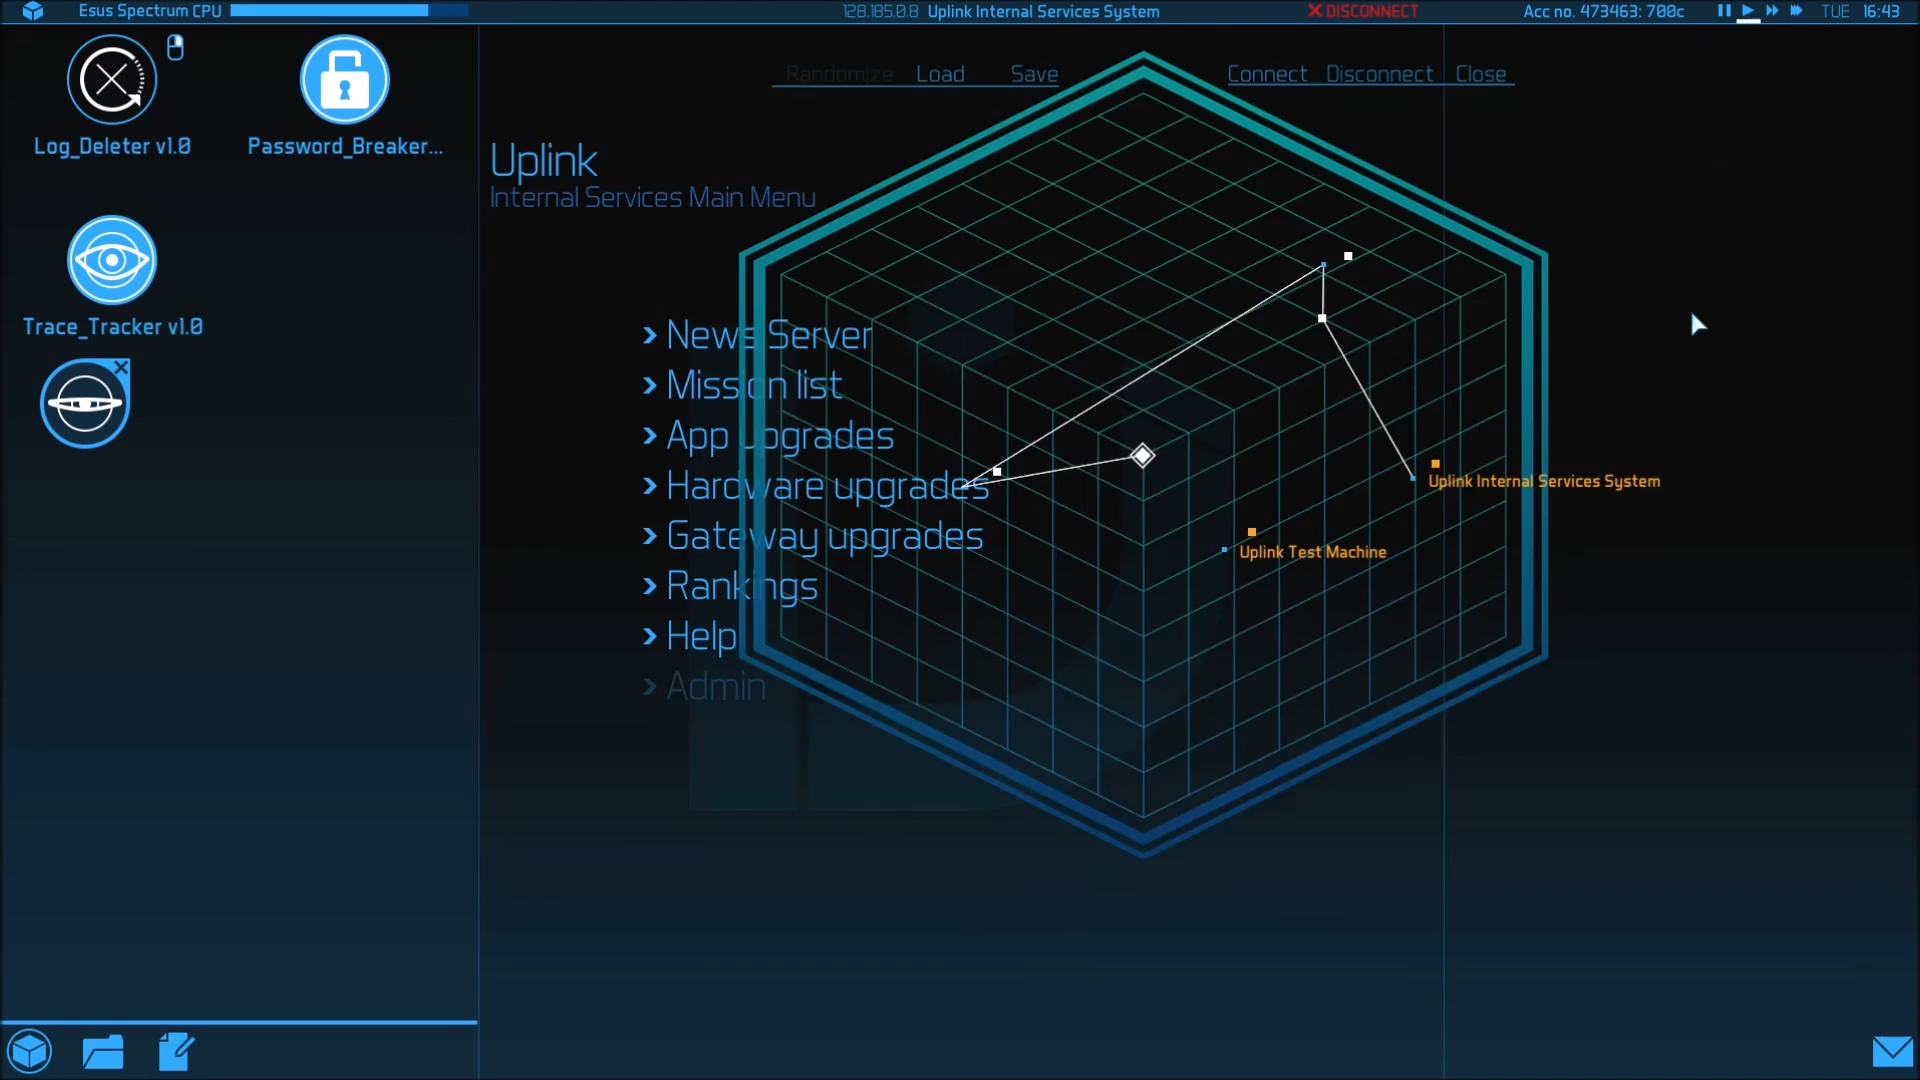 Esus Spectrum CPU
128.185.0.8 Uplink Internal Services System
DISCONNECT
Acc no. 473463: 700c
TUE 16:43
Log_Deleter v1.0
Password_Breaker...
Trace_Tracker v1.0
Randomize Load Save
Connect Disconnect Close
Uplink
Internal Services Main Menu
News Server
Mission list
App upgrades
Hardware upgrades
Gateway upgrades
Rankings
Help
Admin
Uplink Internal Services System
Uplink Test Machine